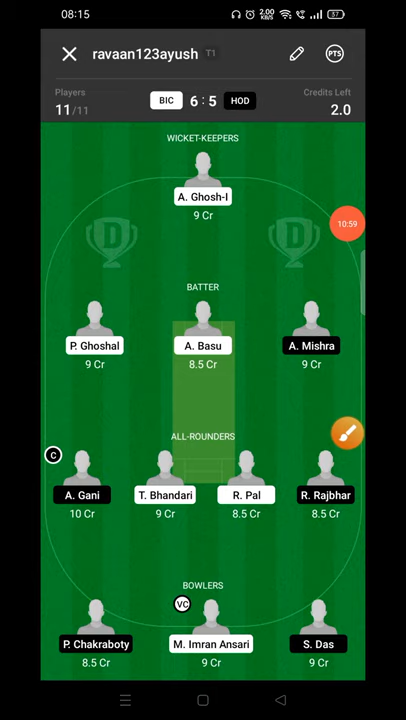 08:15
2.00 KB/S
57
ravaan123ayush T1
PTS
Players
11/11
BIC 6 : 5 HOD
Credits Left
2.0
WICKET-KEEPERS
A. Ghosh-I
9 Cr
10:59
D D
BATTER
P. Ghoshal A. Basu A. Mishra
9 Cr 8.5 Cr 9 Cr
ALL-ROUNDERS
C
A. Gani T. Bhandari R. Pal R. Rajbhar
10 Cr 9 Cr 8.5 Cr 8.5 Cr
BOWLERS
VC
P. Chakraboty M. Imran Ansari S. Das
8.5 Cr 9 Cr 9 Cr